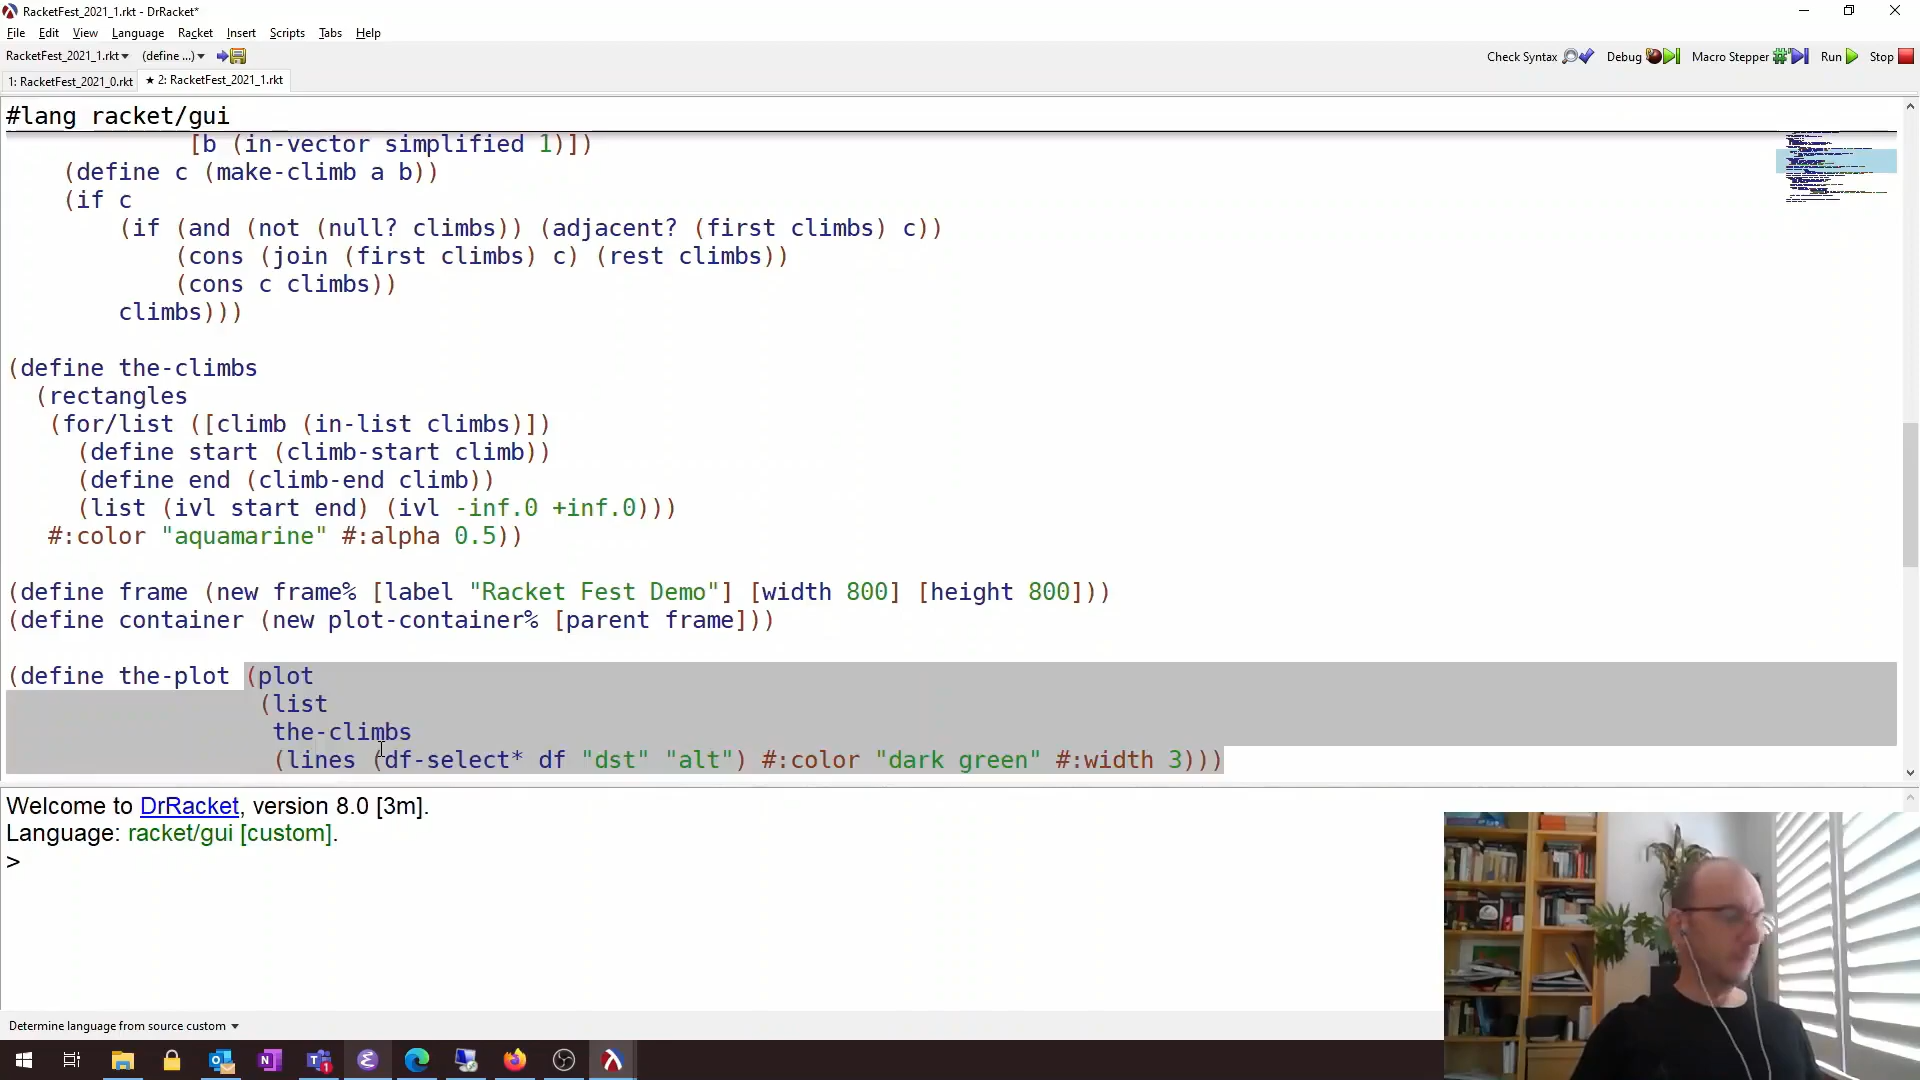 RacketFest_2021_1.rkt - DrRacket*
File Edit View Language Racket Insert Scripts Tabs Help
RacketFest_2021_1.rkt (define ...) Check Syntax Debug Macro Stepper Run Stop
1: RacketFest_2021_0.rkt ★ 2: RacketFest_2021_1.rkt
#lang racket/gui
[b (in-vector simplified 1)])
(define c (make-climb a b))
(if c
(if (and (not (null? climbs)) (adjacent? (first climbs) c))
(cons (join (first climbs) c) (rest climbs))
(cons c climbs))
climbs)))
(define the-climbs
(rectangles
(for/list ([climb (in-list climbs)])
(define start (climb-start climb))
(define end (climb-end climb))
(list (ivl start end) (ivl -inf.0 +inf.0)))
#:color "aquamarine" #:alpha 0.5))
(define frame (new frame% [label "Racket Fest Demo"] [width 800] [height 800]))
(define container (new plot-container% [parent frame]))
(define the-plot (plot
(list
the-climbs
(lines (df-select* df "dst" "alt") #:color "dark green" #:width 3)))
Welcome to DrRacket, version 8.0 [3m].
Language: racket/gui [custom].
>
Determine language from source custom